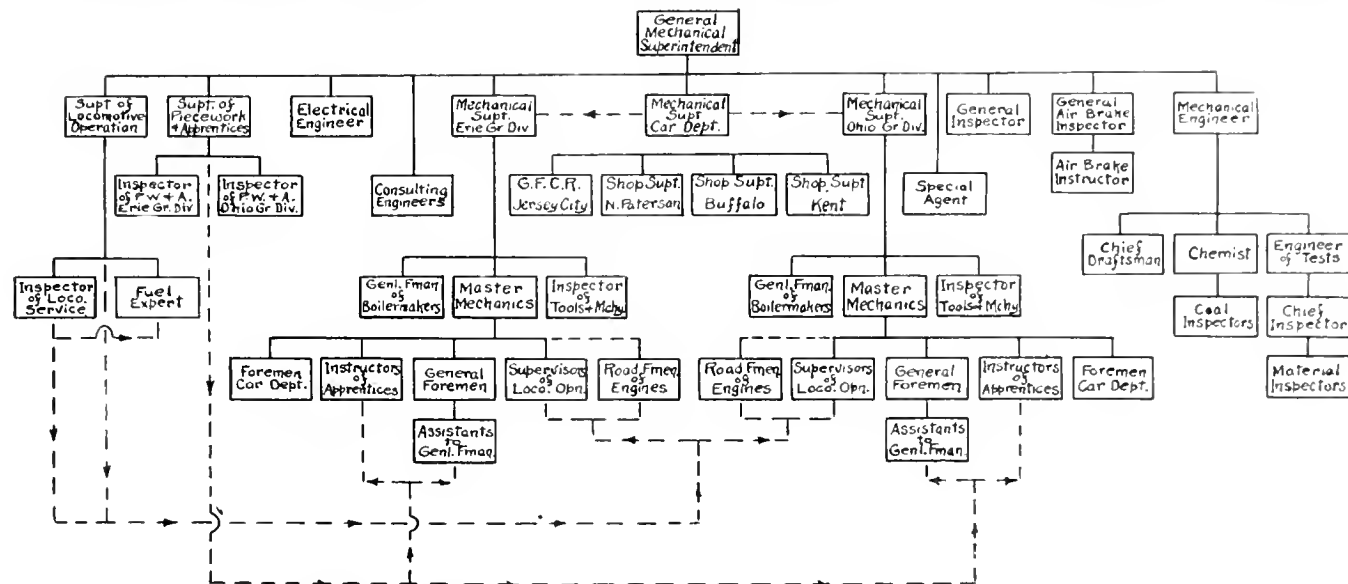 General
Mechanical
Superintendent
Supt of
Locomotive
Operation
Supt. of
Piecework
& Apprentices
Electrical
Engineer
Mechanical
Supt.
Erie Gr Div
Mechanical
Supt
Car Dept.
Mechanical
Supt.
Ohio Gr Div.
General
Inspector
General
Air Brake
Inspector
Mechanical
Engineer
Inspector
of P.W. & A.
Erie Gr. Div
Inspector
of P.W. & A.
Ohio Gr Div.
Consulting
Engineers
G.F.C.R.
Jersey City
Shop Supt.
N. Paterson
Shop Supt.
Buffalo
Shop Supt
Kent
Special
Agent
Air Brake
Instructor
Inspector
of Loco.
Service
Fuel
Expert
Genl. Fman
of
Boilermakers
Master
Mechanics
Inspector
of
Tools & Mchy
Genl. Fman
of
Boilermakers
Master
Mechanics
Inspector
of
Tools & Mchy
Chief
Draftsman
Chemist
Engineer
of Tests
Coal
Inspectors
Chief
Inspector
Foremen
Car Dept.
Instructors
of
Apprentices
General
Foremen
Supervisors
of
Loco. Opn.
Road Fmen
of
Engines
Road Fmen
of
Engines
Supervisors
of
Loco. Opn.
General
Foremen
Instructors
of
Apprentices
Foremen
Car Dept.
Material
Inspectors
Assistants
to
Genl. Fman.
Assistants
to
Genl. Fman.